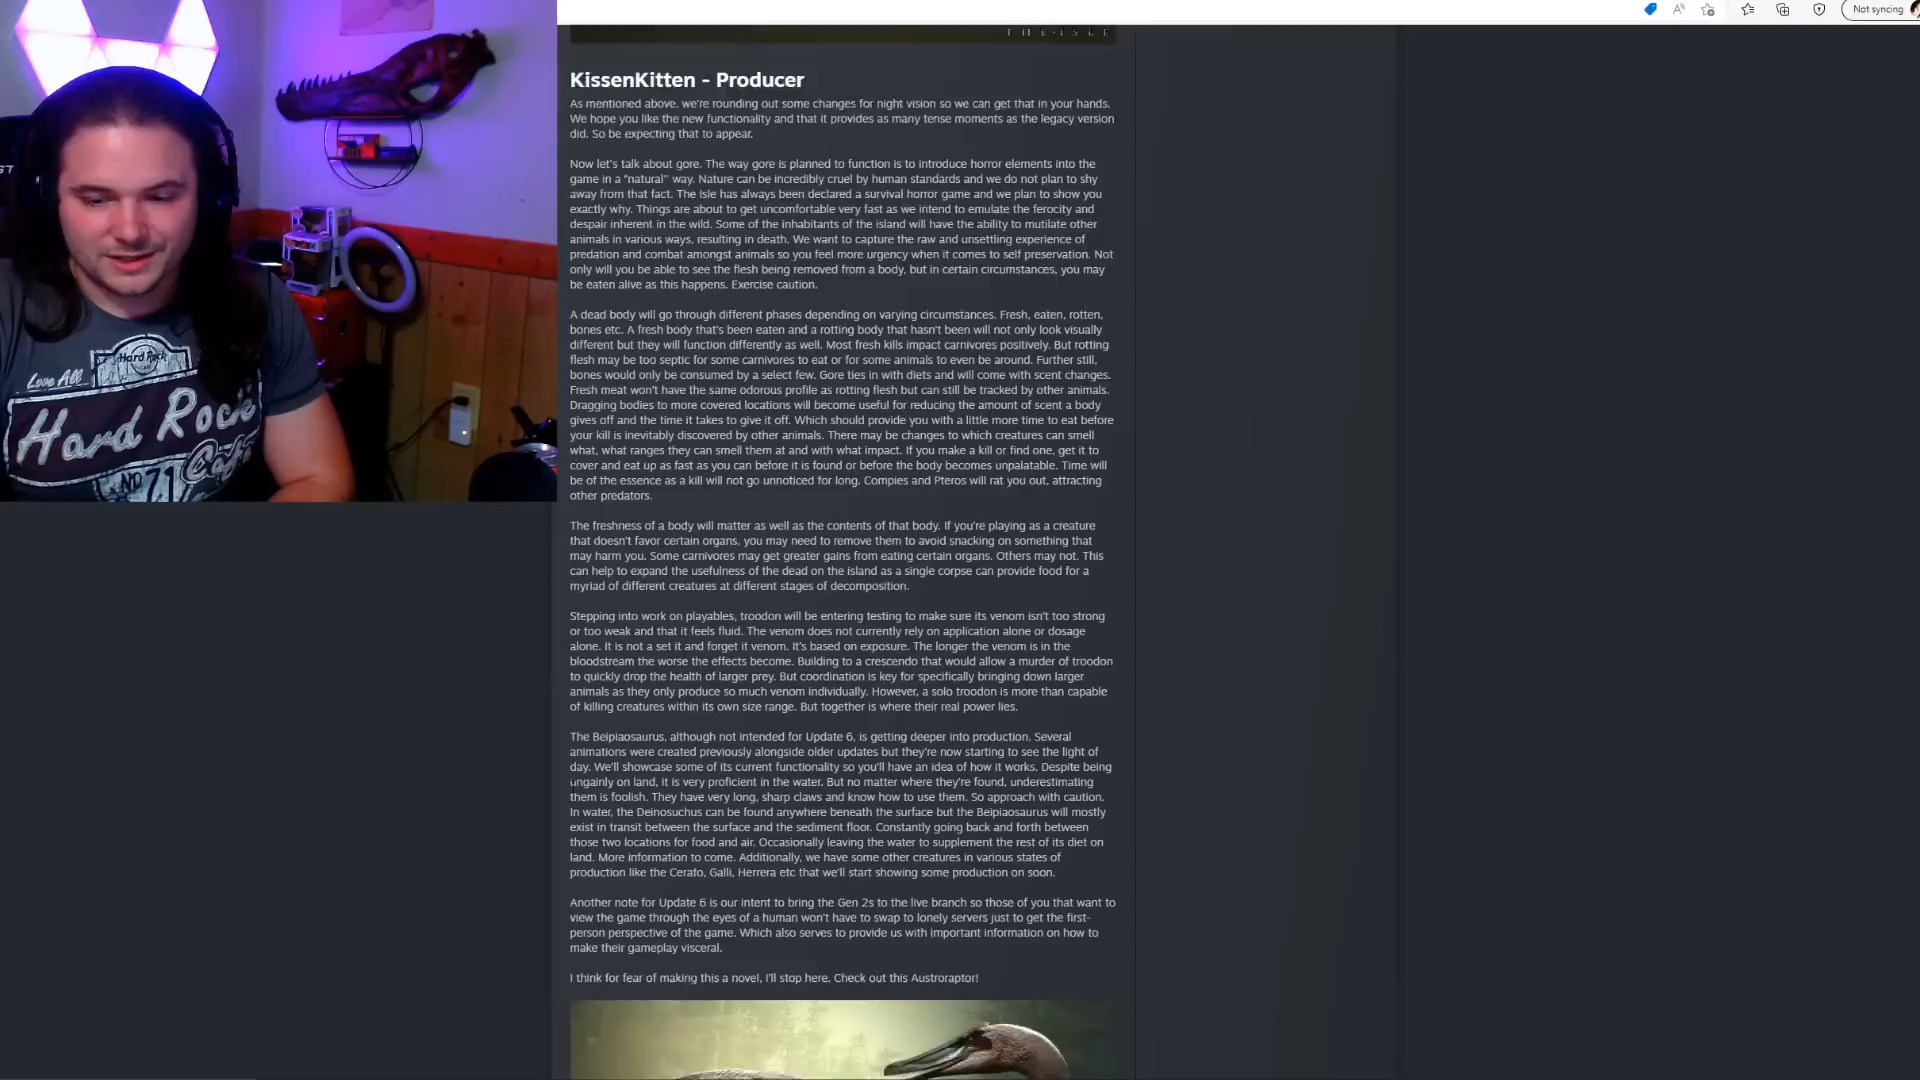 Not syncing
THE·ISLE
KissenKitten - Producer
As mentioned above, we're rounding out some changes for night vision so we can get that in your hands.
We hope you like the new functionality and that it provides as many tense moments as the legacy version
did. So be expecting that to appear.
Now let's talk about gore. The way gore is planned to function is to introduce horror elements into the
game in a "natural" way. Nature can be incredibly cruel by human standards and we do not plan to shy
away from that fact. The Isle has always been declared a survival horror game and we plan to show you
exactly why. Things are about to get uncomfortable very fast as we intend to emulate the ferocity and
despair inherent in the wild. Some of the inhabitants of the island will have the ability to mutilate other
animals in various ways, resulting in death. We want to capture the raw and unsettling experience of
predation and combat amongst animals so you feel more urgency when it comes to self preservation. Not
only will you be able to see the flesh being removed from a body, but in certain circumstances, you may
be eaten alive as this happens. Exercise caution.
A dead body will go through different phases depending on varying circumstances. Fresh, eaten, rotten,
bones etc. A fresh body that's been eaten and a rotting body that hasn't been will not only look visually
different but they will function differently as well. Most fresh kills impact carnivores positively. But rotting
flesh may be too septic for some carnivores to eat or for some animals to even be around. Further still,
bones would only be consumed by a select few. Gore ties in with diets and will come with scent changes.
Fresh meat won't have the same odorous profile as rotting flesh but can still be tracked by other animals.
Dragging bodies to more covered locations will become useful for reducing the amount of scent a body
gives off and the time it takes to give it off. Which should provide you with a little more time to eat before
your kill is inevitably discovered by other animals. There may be changes to which creatures can smell
what, what ranges they can smell them at and with what impact. If you make a kill or find one, get it to
cover and eat up as fast as you can before it is found or before the body becomes unpalatable. Time will
be of the essence as a kill will not go unnoticed for long. Compies and Pteros will rat you out, attracting
other predators.
The freshness of a body will matter as well as the contents of that body. If you're playing as a creature
that doesn't favor certain organs, you may need to remove them to avoid snacking on something that
may harm you. Some carnivores may get greater gains from eating certain organs. Others may not. This
can help to expand the usefulness of the dead on the island as a single corpse can provide food for a
myriad of different creatures at different stages of decomposition.
Stepping into work on playables, troodon will be entering testing to make sure its venom isn't too strong
or too weak and that it feels fluid. The venom does not currently rely on application alone or dosage
alone. It is not a set it and forget it venom. It's based on exposure. The longer the venom is in the
bloodstream the worse the effects become. Building to a crescendo that would allow a murder of troodon
to quickly drop the health of larger prey. But coordination is key for specifically bringing down larger
animals as they only produce so much venom individually. However, a solo troodon is more than capable
of killing creatures within its own size range. But together is where their real power lies.
The Beipiaosaurus, although not intended for Update 6, is getting deeper into production. Several
animations were created previously alongside older updates but they're now starting to see the light of
day. We'll showcase some of its current functionality so you'll have an idea of how it works. Despite being
ungainly on land, it is very proficient in the water. But no matter where they're found, underestimating
them is foolish. They have very long, sharp claws and know how to use them. So approach with caution.
In water, the Deinosuchus can be found anywhere beneath the surface but the Beipiaosaurus will mostly
exist in transit between the surface and the sediment floor. Constantly going back and forth between
those two locations for food and air. Occasionally leaving the water to supplement the rest of its diet on
land. More information to come. Additionally, we have some other creatures in various states of
production like the Cerato, Galli, Herrera etc that we'll start showing some production on soon.
Another note for Update 6 is our intent to bring the Gen 2s to the live branch so those of you that want to
view the game through the eyes of a human won't have to swap to lonely servers just to get the first-
person perspective of the game. Which also serves to provide us with important information on how to
make their gameplay visceral.
I think for fear of making this a novel, I'll stop here. Check out this Austroraptor!
Hard Rock
CAFE
Love All
Hard Rock
Cafe
NO 71